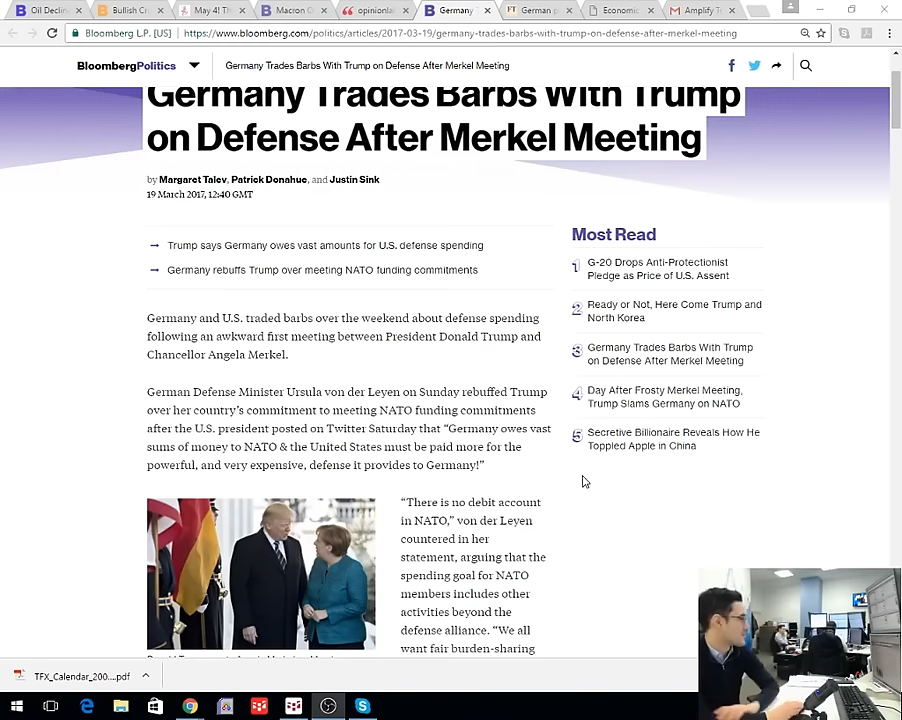 Oil Declin
Bullish Cru
May 4! The
Macron O
opinionla
Germany T
German p
Economic
Amplify T
Bloomberg L.P. [US]
https://www.bloomberg.com/politics/articles/2017-03-19/germany-trades-barbs-with-trump-on-defense-after-merkel-meeting
BloombergPolitics
Germany Trades Barbs With Trump on Defense After Merkel Meeting
Germany Trades Barbs With Trump
on Defense After Merkel Meeting
by Margaret Talev, Patrick Donahue, and Justin Sink
19 March 2017, 12:40 GMT
→ Trump says Germany owes vast amounts for U.S. defense spending
→ Germany rebuffs Trump over meeting NATO funding commitments
Germany and U.S. traded barbs over the weekend about defense spending
following an awkward first meeting between President Donald Trump and
Chancellor Angela Merkel.
German Defense Minister Ursula von der Leyen on Sunday rebuffed Trump
over her country’s commitment to meeting NATO funding commitments
after the U.S. president posted on Twitter Saturday that “Germany owes vast
sums of money to NATO & the United States must be paid more for the
powerful, and very expensive, defense it provides to Germany!”
“There is no debit account
in NATO,” von der Leyen
countered in her
statement, arguing that the
spending goal for NATO
members includes other
activities beyond the
defense alliance. “We all
want fair burden-sharing
Most Read
1 G-20 Drops Anti-Protectionist
Pledge as Price of U.S. Assent
2 Ready or Not, Here Come Trump and
North Korea
3 Germany Trades Barbs With Trump
on Defense After Merkel Meeting
4 Day After Frosty Merkel Meeting,
Trump Slams Germany on NATO
5 Secretive Billionaire Reveals How He
Toppled Apple in China
TFX_Calendar_200....pdf